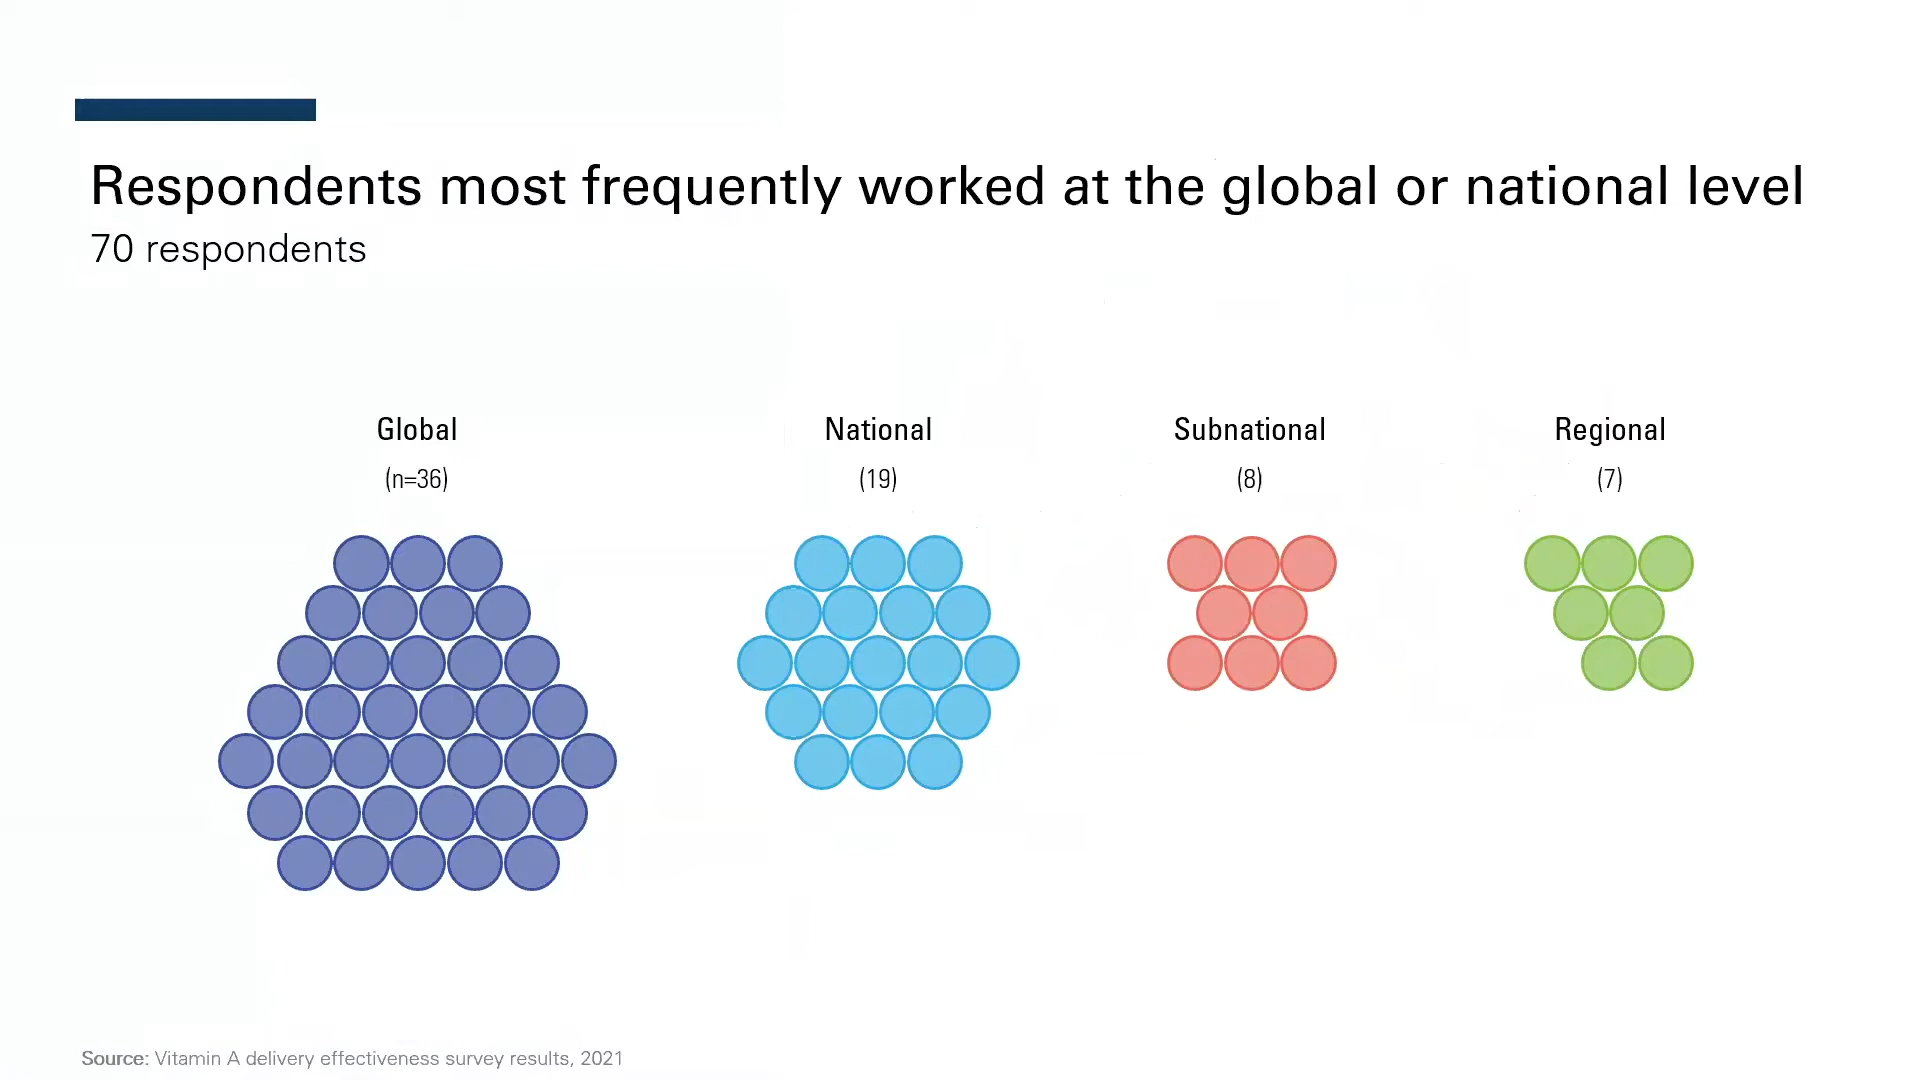 Respondents most frequently worked at the global or national level
70 respondents
Global
(n=36)
National
(19)
Subnational
(8)
Regional
(7)
Source: Vitamin A delivery effectiveness survey results, 2021